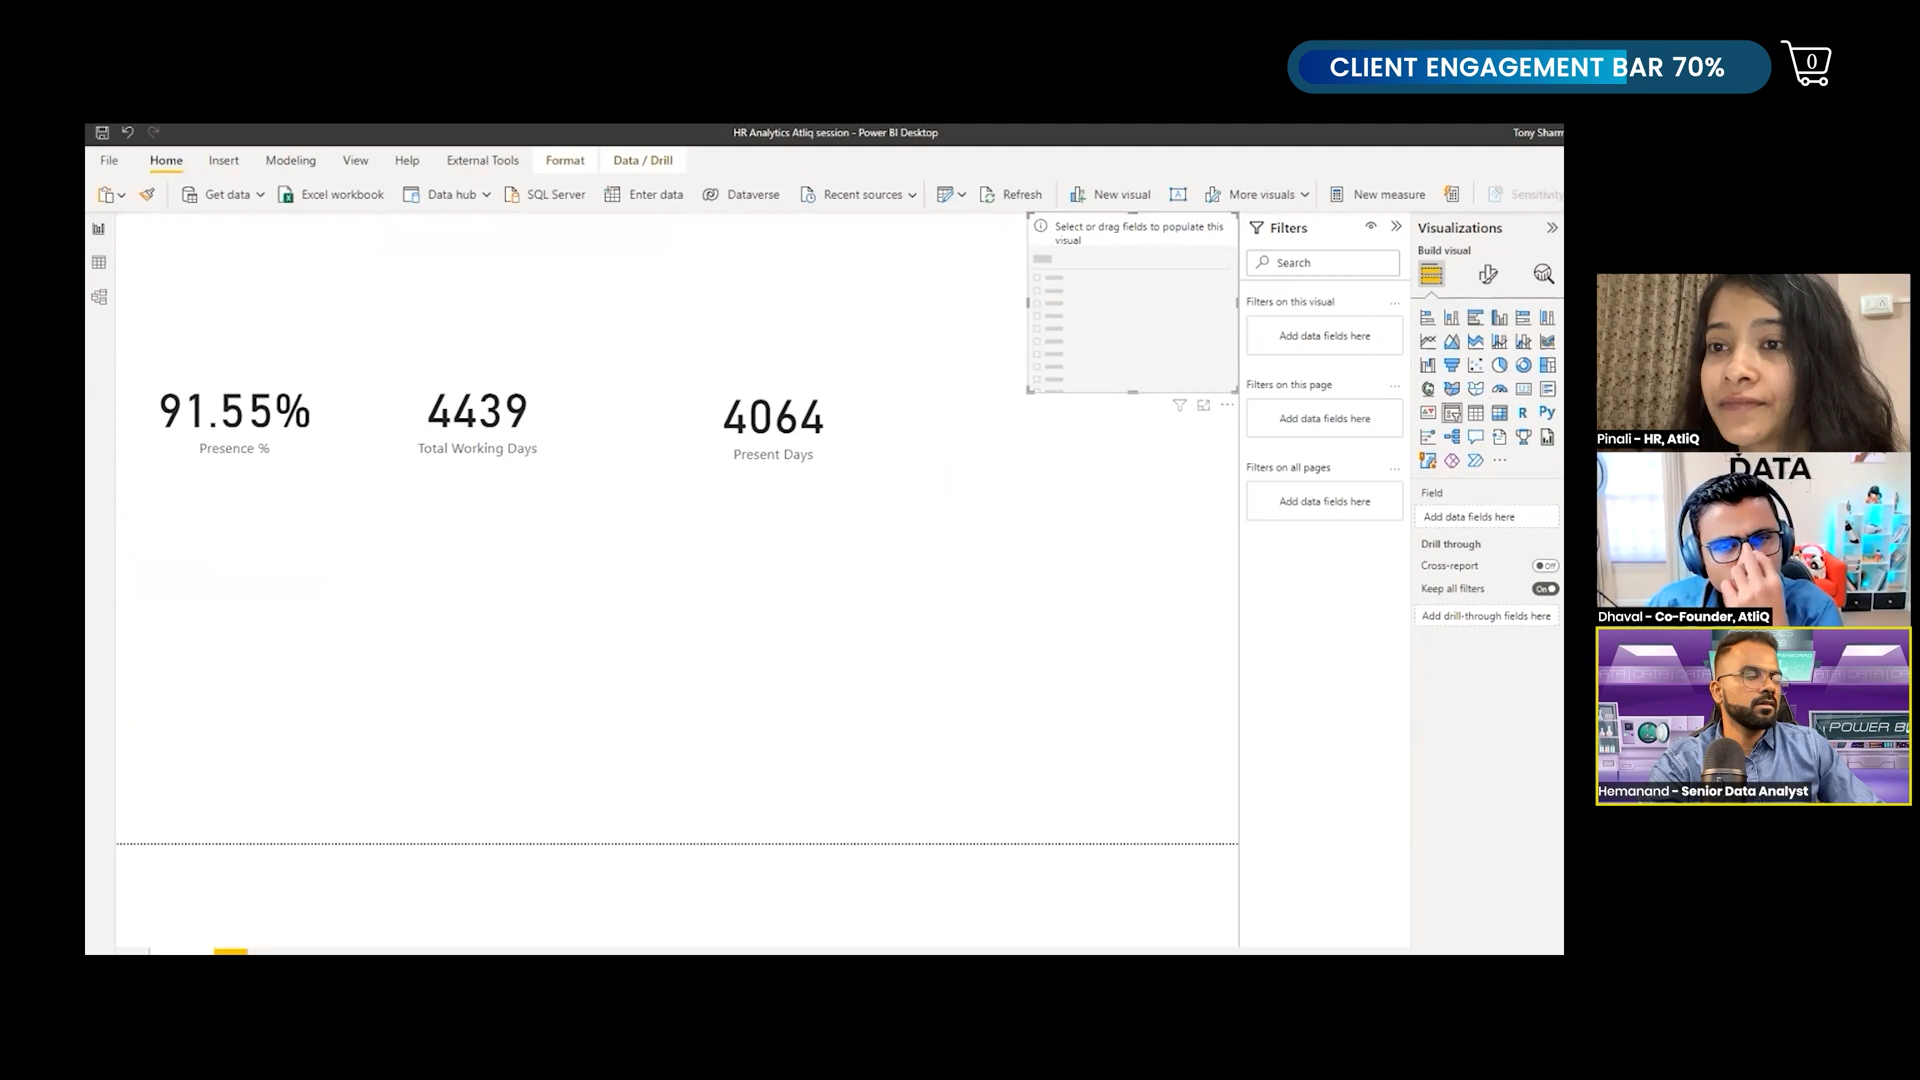 CLIENT ENGAGEMENT BAR 70%
0
HR Analytics Atliq session - Power BI Desktop
Tony Sharm
File Home Insert Modeling View Help External Tools Format Data / Drill
Get data Excel workbook Data hub SQL Server Enter data Dataverse Recent sources Refresh New visual A More visuals New measure Sensitivity
Select or drag fields to populate this
visual
91.55%
Presence %
4439
Total Working Days
4064
Present Days
Filters
Search
Filters on this visual
Add data fields here
Filters on this page
Add data fields here
Filters on all pages
Add data fields here
Visualizations
Build visual
R Py
Field
Add data fields here
Drill through
Cross-report Off
Keep all filters On
Add drill-through fields here
Pinali - HR, AtliQ
DATA
Dhaval - Co-Founder, AtliQ
POWER BI
Hemanand - Senior Data Analyst